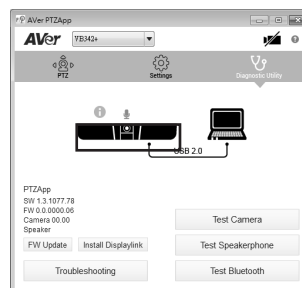 AVer PTZApp
AVer VB342+
PTZ Settings Diagnostic Utility
USB 2.0
PTZApp
SW 1.3.1077.78
FW 0.0.0000.06
Camera 00.00
Speaker
FW Update Install Displaylink
Troubleshooting
Test Camera
Test Speakerphone
Test Bluetooth